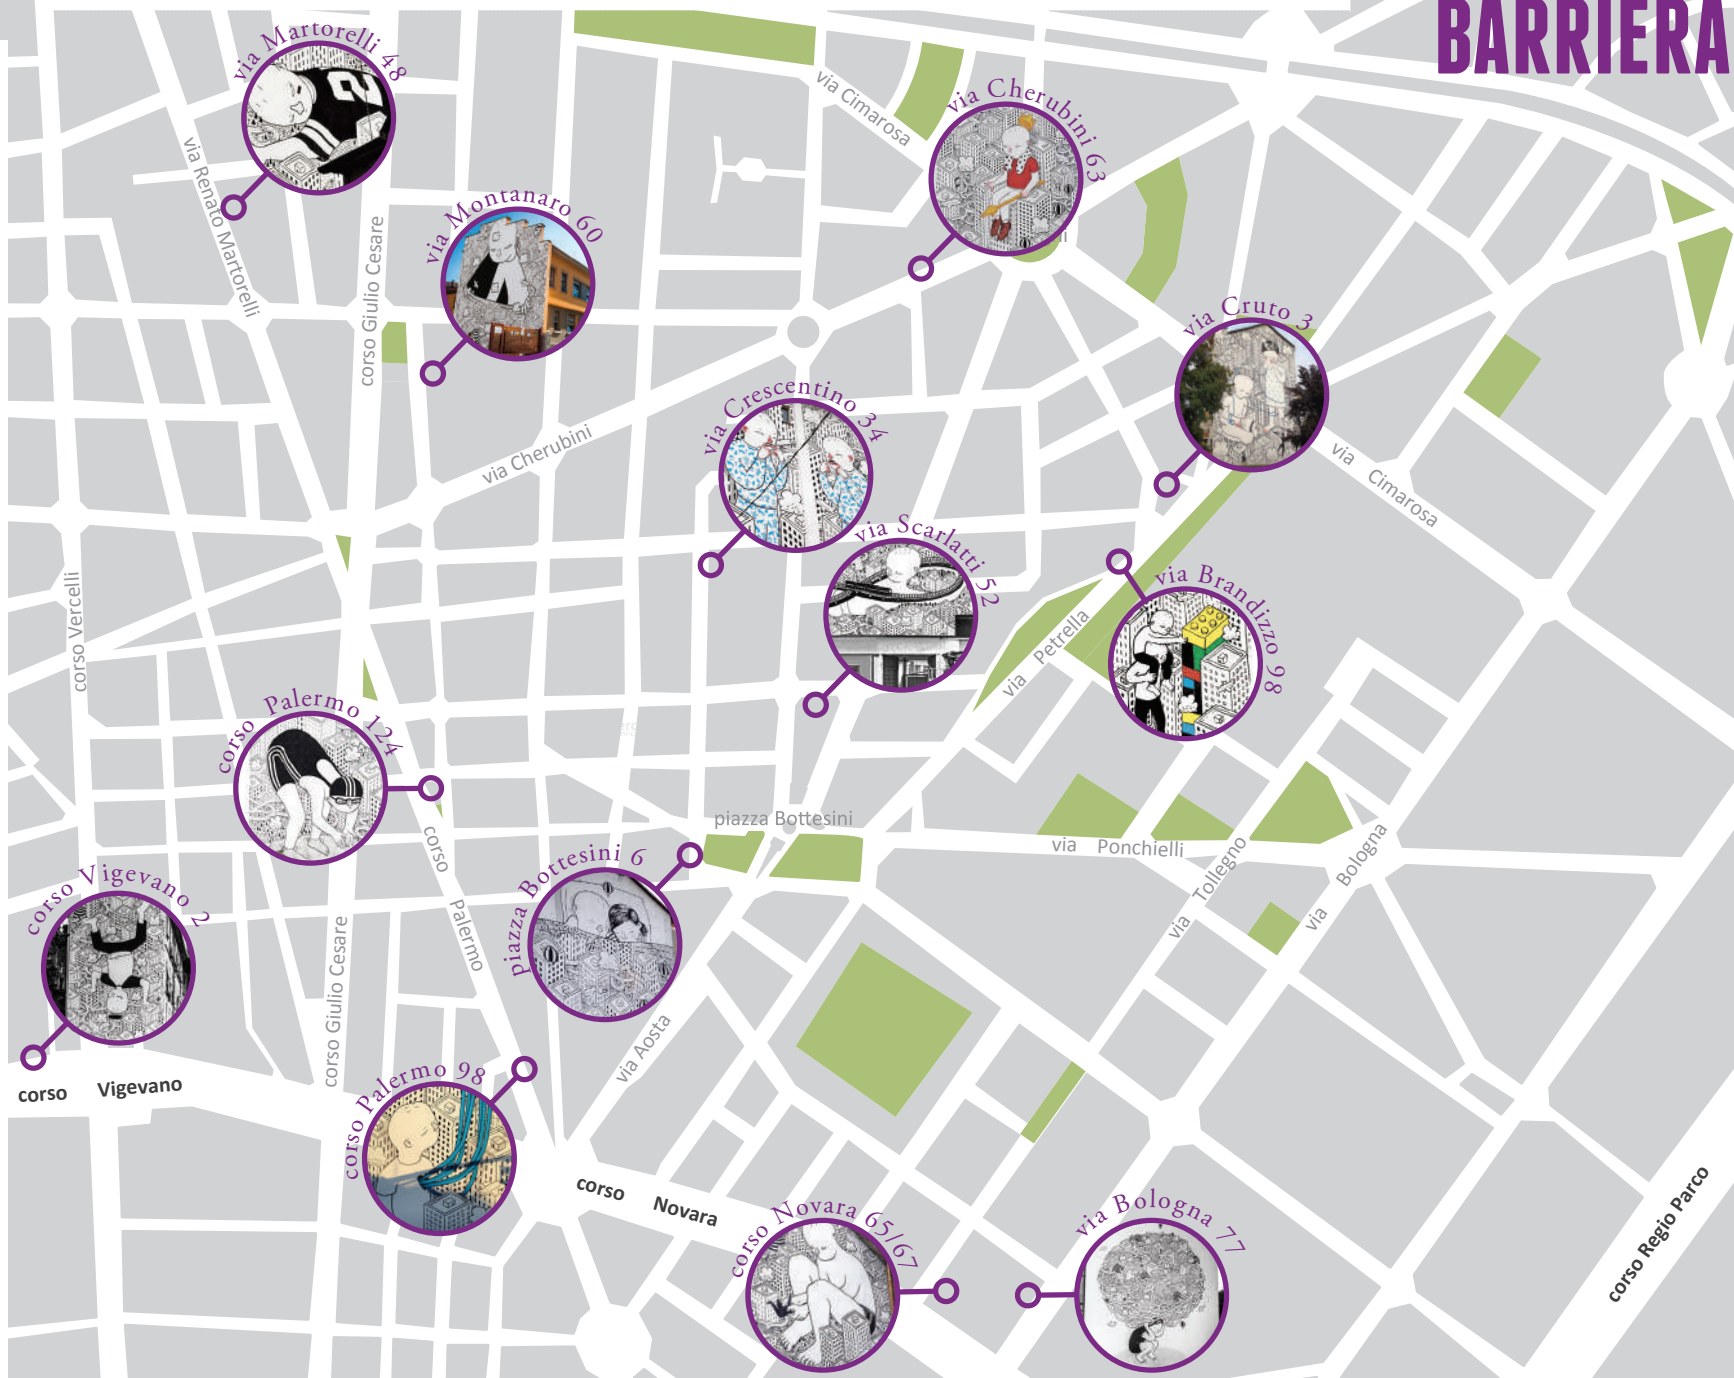 BARRIERA
via Martorelli 48
2
via Cimarosa
via Cherubini 63
via Renato Martorelli
via Montanaro 60
corso Giulio Cesare
via Cruto 3
via Crescentino 34
via Cherubini
via Cimarosa
via Scarlatti 52
corso Vercelli
via Petrella
via Brandizzo 98
corso Palermo 124
piazza Bottesini
corso Palermo
via Ponchielli
via Tollegno
via Bologna
piazza Bottesini 6
corso Vigevano 2
corso Giulio Cesare
via Aosta
corso Vigevano
corso Palermo 98
corso Novara
corso Novara 65/67
via Bologna 77
corso Regio Parco